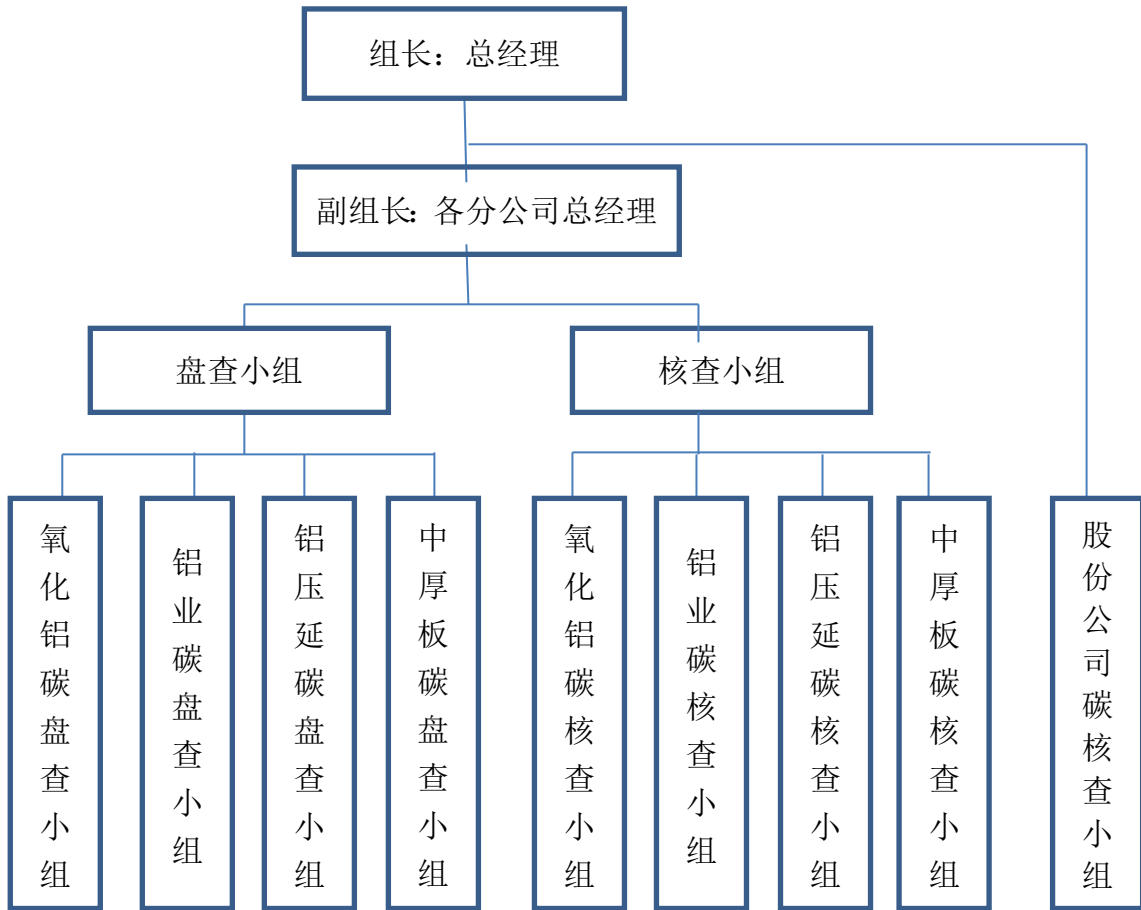 组长：总经理
副组长：各分公司总经理
盘查小组
核查小组
氧化铝碳盘查小组
铝业碳盘查小组
铝压延碳盘查小组
中厚板碳盘查小组
氧化铝碳核查小组
铝业碳核查小组
铝压延碳核查小组
中厚板碳核查小组
股份公司碳核查小组